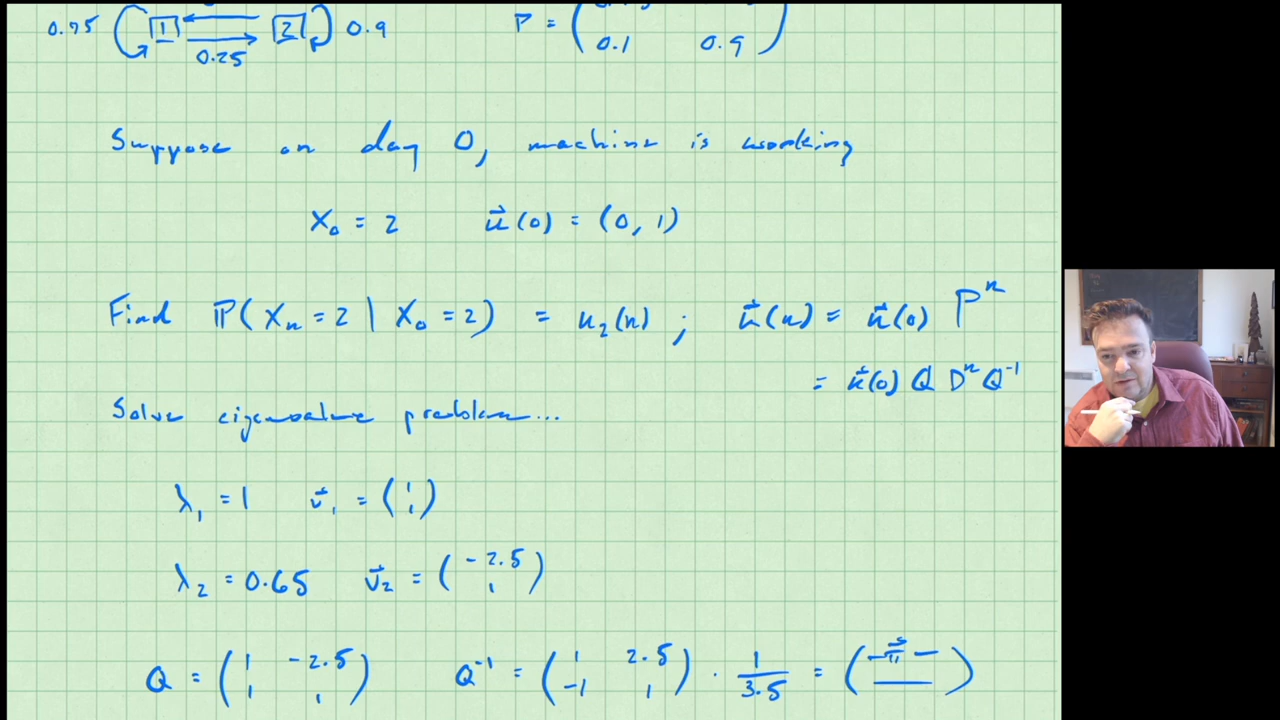 0.75 1 2 0.9 P = (
0.25 0.1 0.9 )
Suppose on day 0, machine is working
X₀ = 2 u⃗(0) = (0, 1)
Find ℙ( Xₙ = 2 | X₀ = 2) = u₂(n) ; u⃗(n) = u⃗(0) Pⁿ
= u⃗(0) Q Dⁿ Q⁻¹
Solve eigenvalue problem...
λ₁ = 1 v⃗₁ = ( 1 1 )
λ₂ = 0.65 v⃗₂ = ( -2.5 1 )
Q = ( 1 -2.5
1 1 ) Q⁻¹ = ( 1 2.5
-1 1 ) · 1/3.5 = ( )